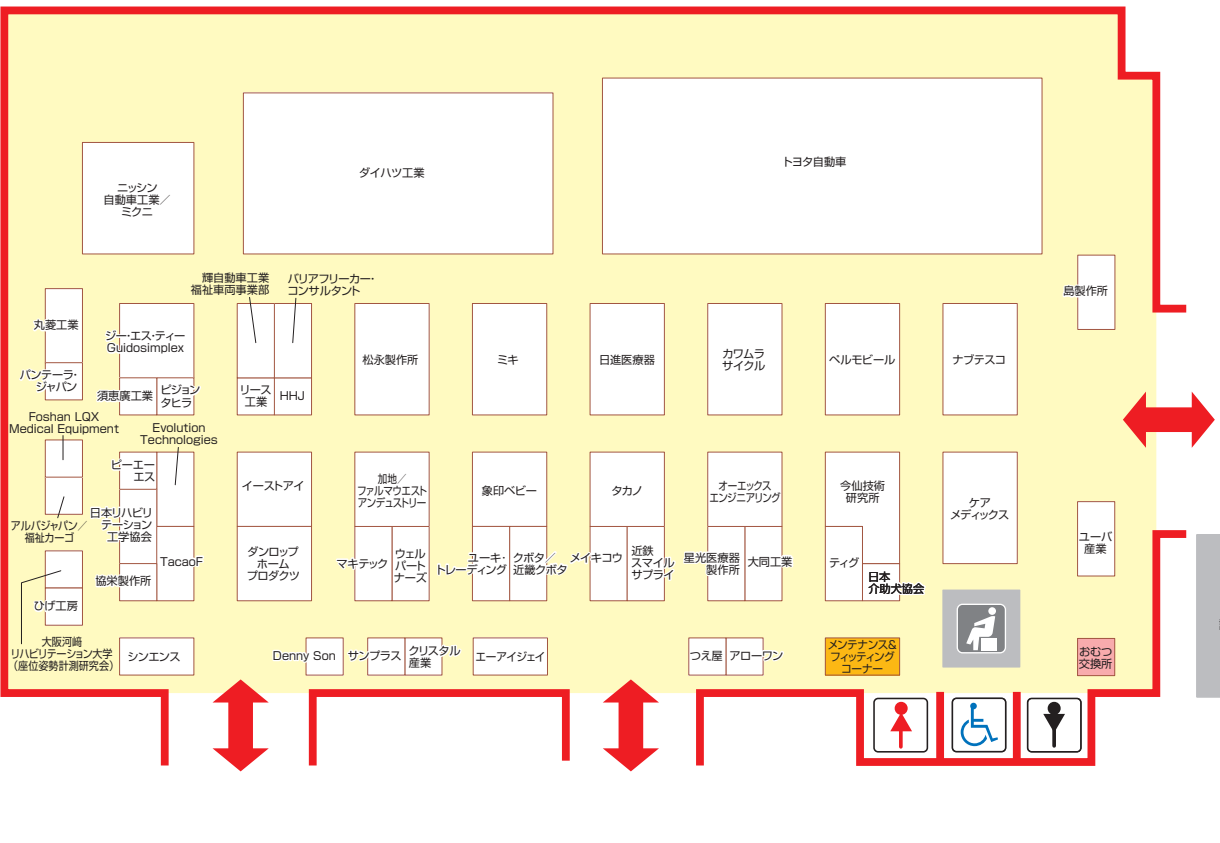 トヨタ自動車
ダイハツ工業
ニッシン
自動車工業／
ミクニ
輝自動車工業
福祉車両事業部
バリアフリーカー・
コンサルタント
島製作所
丸菱工業
パンテーラ・
ジャパン
ジー・エス・ティー
Guidosimplex
須恵廣工業
ビジョン
タヒラ
リース
工業
HHJ
松永製作所
ミキ
日進医療器
カワムラ
サイクル
ペルモビール
ナブテスコ
Foshan LQX
Medical Equipment
Evolution
Technologies
アルバジャパン／
福祉カーゴ
ピーエー
エス
日本リハビリ
テーション
工学協会
協栄製作所
TacaoF
イーストアイ
ダンロップ
ホーム
プロダクツ
加地／
ファルマウエスト
アンデュストリー
マキテック
ウェル
パート
ナーズ
象印ベビー
ユーキ・
トレーディング
クボタ／
近畿クボタ
タカノ
メイキコウ
近鉄
スマイル
サプライ
オーエックス
エンジニアリング
星光医療器
製作所
大同工業
今仙技術
研究所
ティグ
日本
介助犬協会
ケア
メディックス
ユーバ
産業
ひげ工房
大阪河﨑
リハビリテーション大学
（座位姿勢計測研究会）
シンエンス
Denny Son
サンプラス
クリスタル
産業
エーアイジェイ
つえ屋
アローワン
メンテナンス&
フィッティング
コーナー
おむつ
交換所